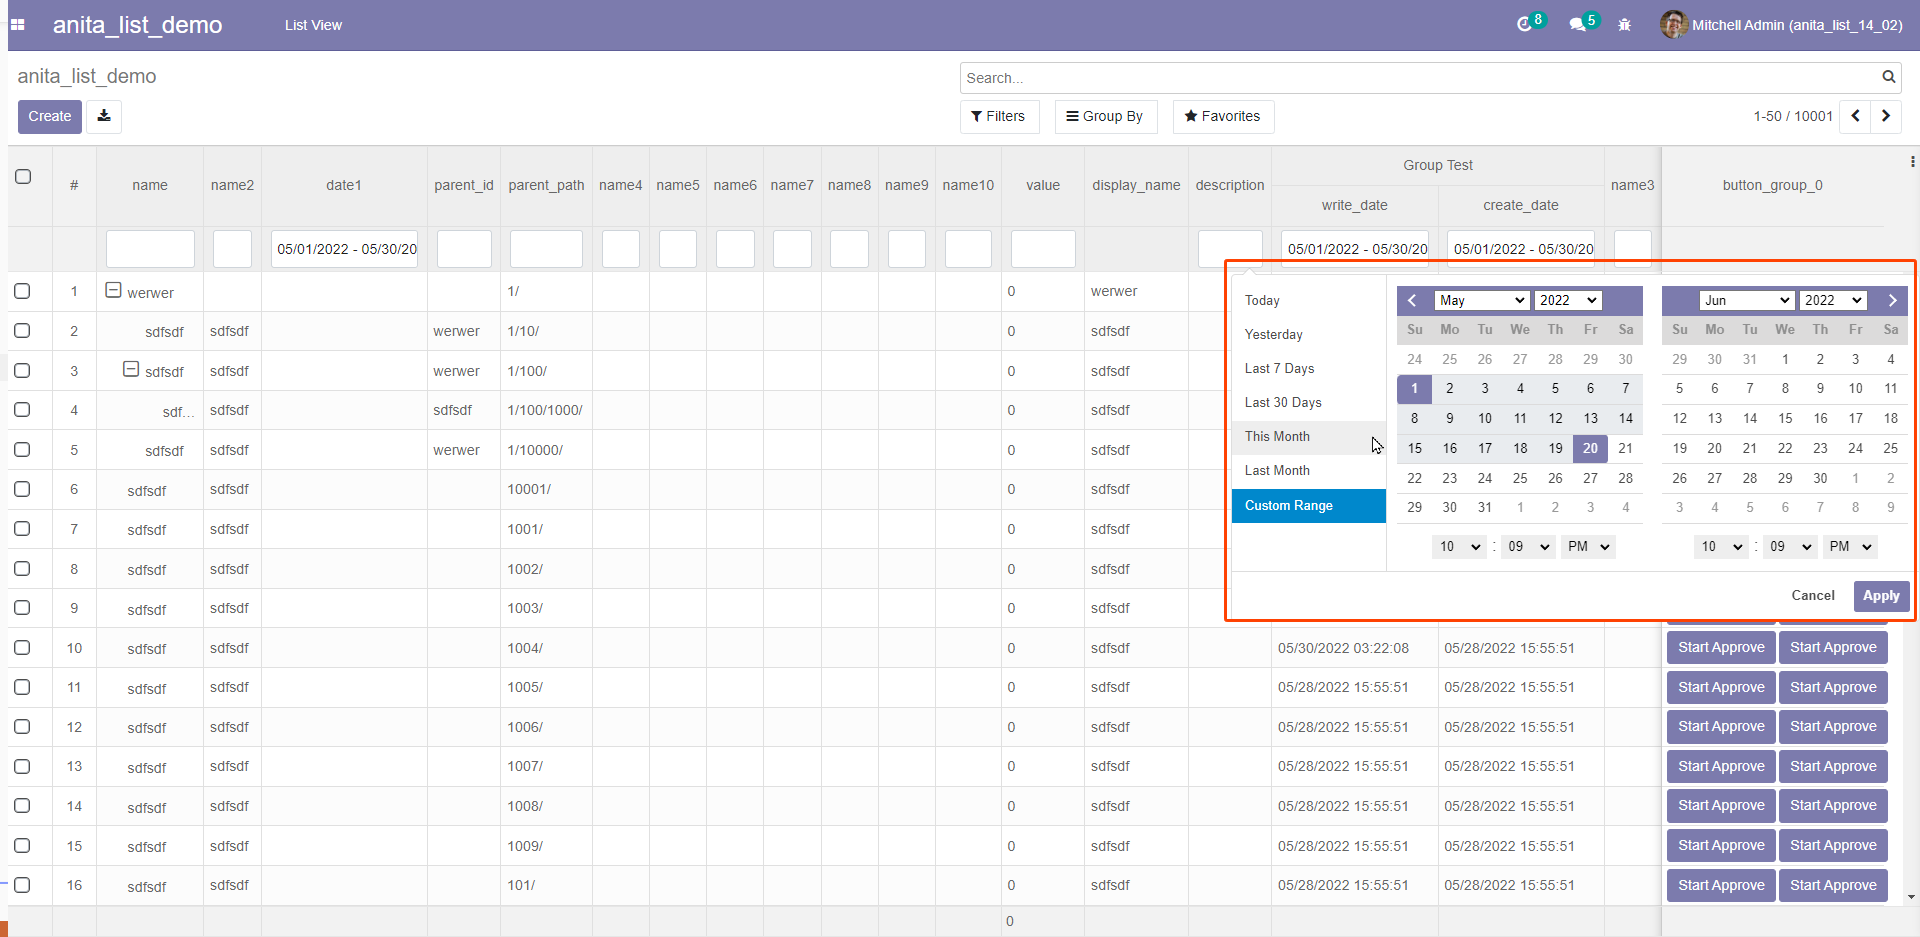 anita_list_demo List View 8 5 Mitchell Admin (anita_list_14_02)
anita_list_demo Search...
Create Filters Group By Favorites 1-50 / 10001
Group Test
# name name2 date1 parent_id parent_path name4 name5 name6 name7 name8 name9 name10 value display_name description name3 button_group_0
write_date create_date
05/01/2022 - 05/30/20 05/01/2022 - 05/30/20 05/01/2022 - 05/30/20
1 werwer 1/ 0 werwer
2 sdfsdf sdfsdf werwer 1/10/ 0 sdfsdf
3 sdfsdf sdfsdf werwer 1/100/ 0 sdfsdf
4 sdf... sdfsdf sdfsdf 1/100/1000/ 0 sdfsdf
5 sdfsdf sdfsdf werwer 1/10000/ 0 sdfsdf
6 sdfsdf sdfsdf 10001/ 0 sdfsdf
7 sdfsdf sdfsdf 1001/ 0 sdfsdf
8 sdfsdf sdfsdf 1002/ 0 sdfsdf
9 sdfsdf sdfsdf 1003/ 0 sdfsdf
Today
Yesterday
Last 7 Days
Last 30 Days
This Month
Last Month
Custom Range
May 2022
Su Mo Tu We Th Fr Sa
24 25 26 27 28 29 30
1 2 3 4 5 6 7
8 9 10 11 12 13 14
15 16 17 18 19 20 21
22 23 24 25 26 27 28
29 30 31 1 2 3 4
10 : 09 PM
Jun 2022
Su Mo Tu We Th Fr Sa
29 30 31 1 2 3 4
5 6 7 8 9 10 11
12 13 14 15 16 17 18
19 20 21 22 23 24 25
26 27 28 29 30 1 2
3 4 5 6 7 8 9
10 : 09 PM
Cancel Apply
10 sdfsdf sdfsdf 1004/ 0 sdfsdf 05/30/2022 03:22:08 05/28/2022 15:55:51 Start Approve Start Approve
11 sdfsdf sdfsdf 1005/ 0 sdfsdf 05/28/2022 15:55:51 05/28/2022 15:55:51 Start Approve Start Approve
12 sdfsdf sdfsdf 1006/ 0 sdfsdf 05/28/2022 15:55:51 05/28/2022 15:55:51 Start Approve Start Approve
13 sdfsdf sdfsdf 1007/ 0 sdfsdf 05/28/2022 15:55:51 05/28/2022 15:55:51 Start Approve Start Approve
14 sdfsdf sdfsdf 1008/ 0 sdfsdf 05/28/2022 15:55:51 05/28/2022 15:55:51 Start Approve Start Approve
15 sdfsdf sdfsdf 1009/ 0 sdfsdf 05/28/2022 15:55:51 05/28/2022 15:55:51 Start Approve Start Approve
16 sdfsdf sdfsdf 101/ 0 sdfsdf 05/28/2022 15:55:51 05/28/2022 15:55:51 Start Approve Start Approve
0